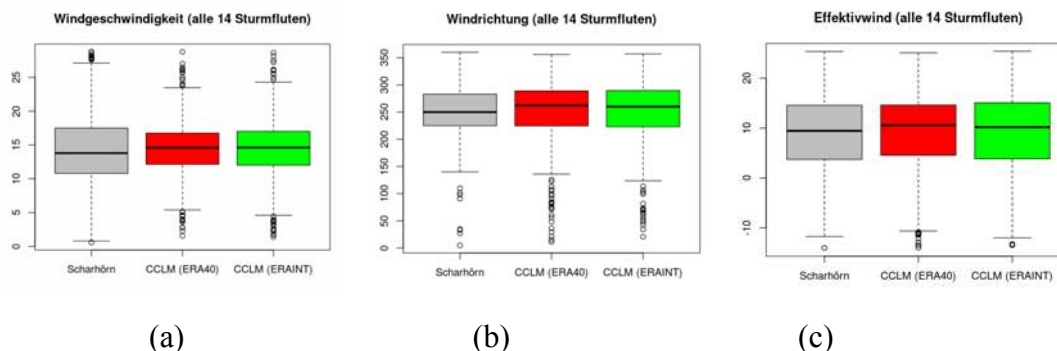 Windgeschwindigkeit (alle 14 Sturmfluten)
25
20
15
10
5
0
Scharhörn CCLM (ERA40) CCLM (ERAINT)
(a)
Windrichtung (alle 14 Sturmfluten)
350
300
250
200
150
100
50
0
Scharhörn CCLM (ERA40) CCLM (ERAINT)
(b)
Effektivwind (alle 14 Sturmfluten)
20
10
0
-10
Scharhörn CCLM (ERA40) CCLM (ERAINT)
(c)